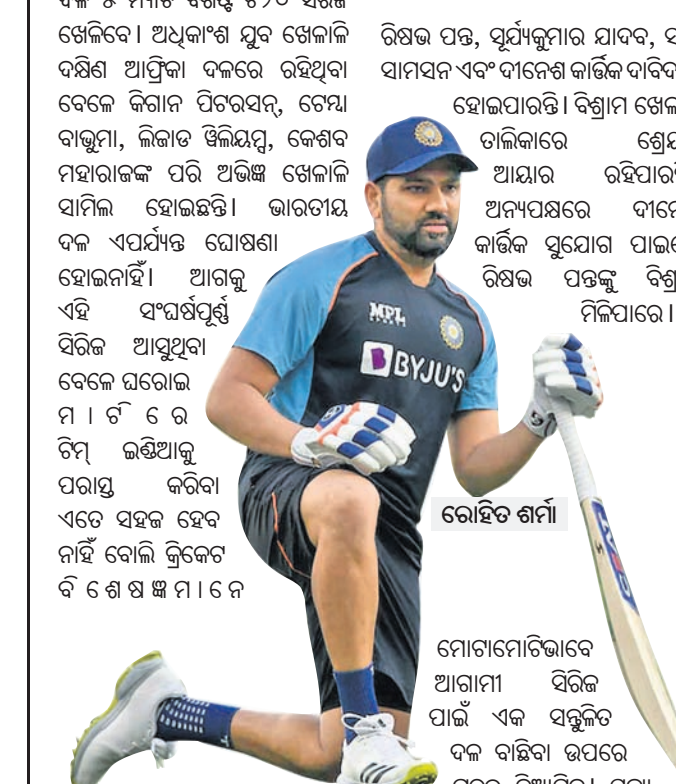 ଖେଳିବେ। ଅଧିକାଂଶ ଯୁବ ଖେଳାଳି
ଦକ୍ଷିଣ ଆଫ୍ରିକା ଦଳରେ ରହିଥିବା
ବେଳେ କିଗାନ ପିଟରସନ୍, ଟେମ୍ବା
ବାଭୁମା, ଲିଜାଡ ୱିଲିୟମ୍ସ, କେଶବ
ମହାରାଜଙ୍କ ପରି ଅଭିଜ୍ଞ ଖେଳାଳି
ସାମିଲ ହୋଇଛନ୍ତି। ଭାରତୀୟ
ଦଳ ଏପର୍ଯ୍ୟନ୍ତ ଘୋଷଣା
ହୋଇନାହିଁ। ଆଗକୁ
ଏହି ସଂଘର୍ଷପୂର୍ଣ୍ଣ
ସିରିଜ ଆସୁଥିବା
ବେଳେ ଘରୋଇ
ମାଟିରେ
ଟିମ୍ ଇଣ୍ଡିଆକୁ
ପରାସ୍ତ କରିବା
ଏତେ ସହଜ ହେବ
ନାହିଁ ବୋଲି କ୍ରିକେଟ
ବିଶେଷଜ୍ଞମାନେ
ରିଷଭ ପନ୍ତ, ସୂର୍ଯ୍ୟକୁମାର ଯାଦବ,
ସାମସନ ଏବଂ ଦୀନେଶ କାର୍ତ୍ତିକ
ହୋଇପାରନ୍ତି। ବିଶ୍ରାମ
ତାଲିକାରେ
ଆୟାର
ଅନ୍ୟପକ୍ଷରେ
କାର୍ତ୍ତିକ ସୁଯୋଗ
ରିଷଭ ପନ୍ତଙ୍କୁ
ମିଳିପାରେ।
MPL
SPORTS
BYJU'S
ରୋହିତ ଶର୍ମା
ମୋଟାମୋଟିଭାବେ
ଆଗାମୀ ସିରିଜ
ପାଇଁ ଏକ ସନ୍ତୁଳିତ
ଦଳ ବାଛିବା ଉପରେ